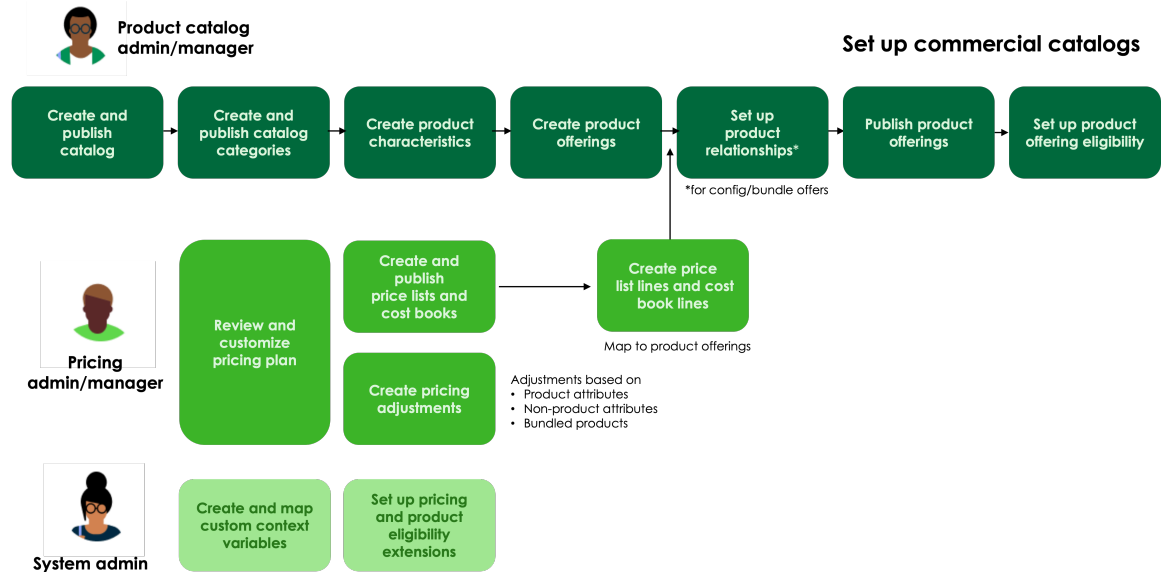 Product catalog
admin/manager
Set up commercial catalogs
Create and
publish
catalog
Create and
publish catalog
categories
Create product
characteristics
Create product
offerings
Set up
product
relationships*
Publish product
offerings
Set up product
offering eligibility
*for config/bundle offers
Pricing
admin/manager
Review and
customize
pricing plan
Create and
publish
price lists and
cost books
Create price
list lines and cost
book lines
Map to product offerings
Create pricing
adjustments
Adjustments based on
• Product attributes
• Non-product attributes
• Bundled products
System admin
Create and map
custom context
variables
Set up pricing
and product
eligibility
extensions